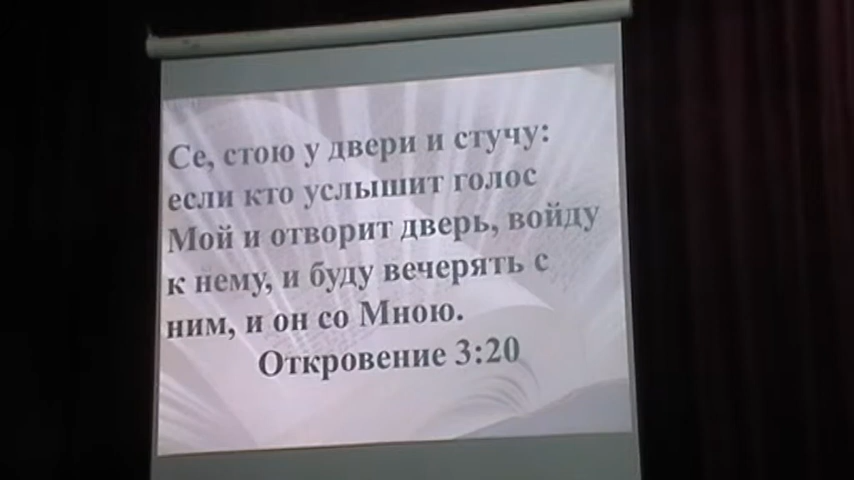 Се, стою у двери и стучу:
если кто услышит голос
Мой и отворит дверь, войду
к нему, и буду вечерять с
ним, и он со Мною.
Откровение 3:20